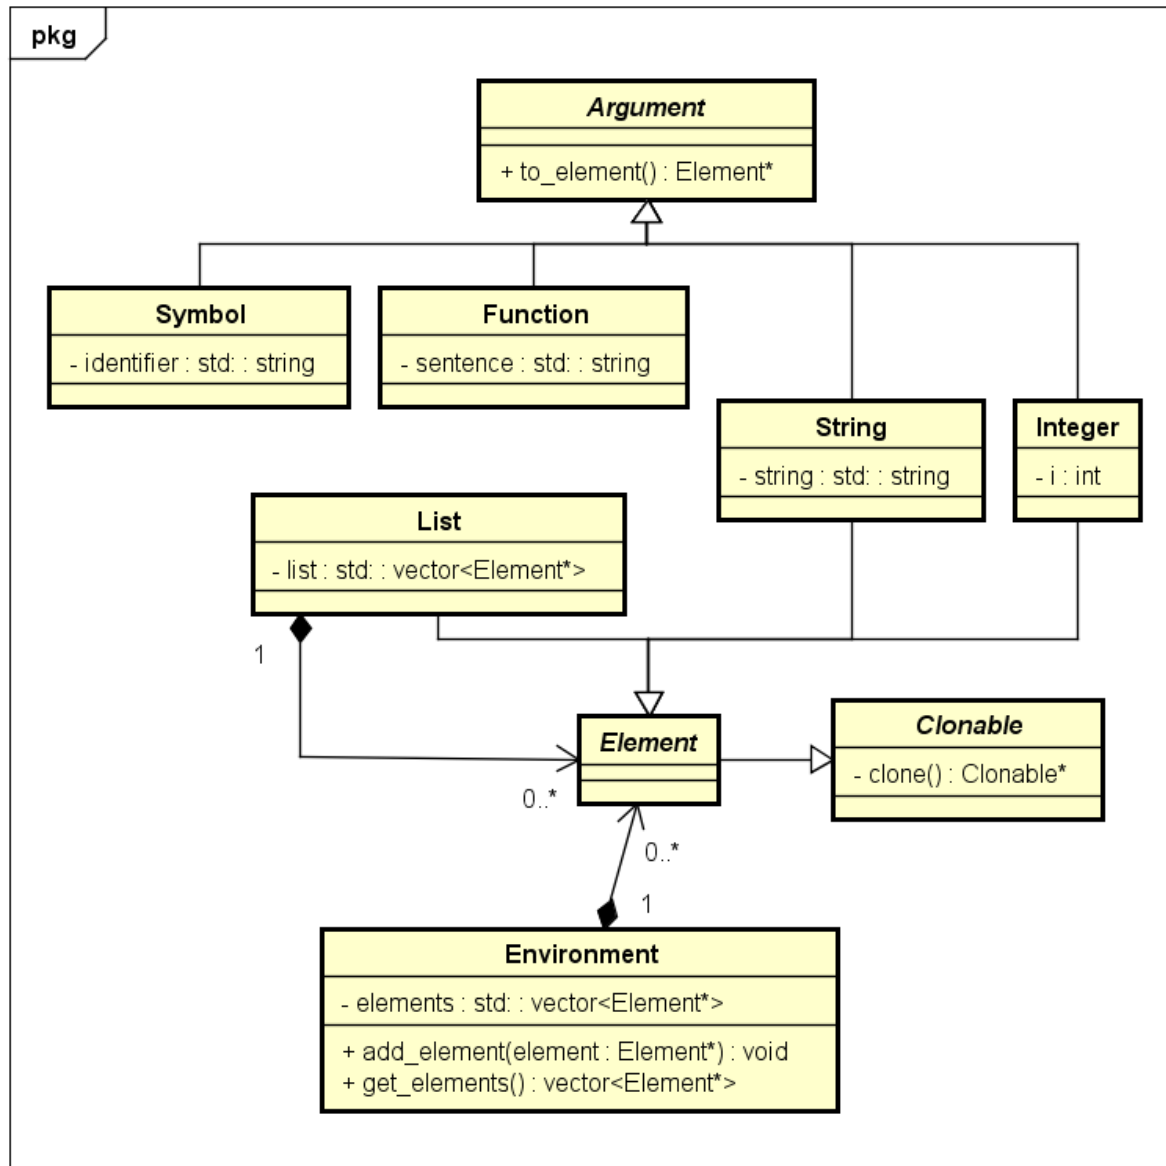 pkg
Argument
+ to_element() : Element*
Symbol
- identifier : std: : string
Function
- sentence : std: : string
String
- string : std: : string
Integer
- i : int
List
- list : std: : vector<Element*>
1
0..*
Element
Clonable
- clone() : Clonable*
0..*
1
Environment
- elements : std: : vector<Element*>
+ add_element(element : Element*) : void
+ get_elements() : vector<Element*>